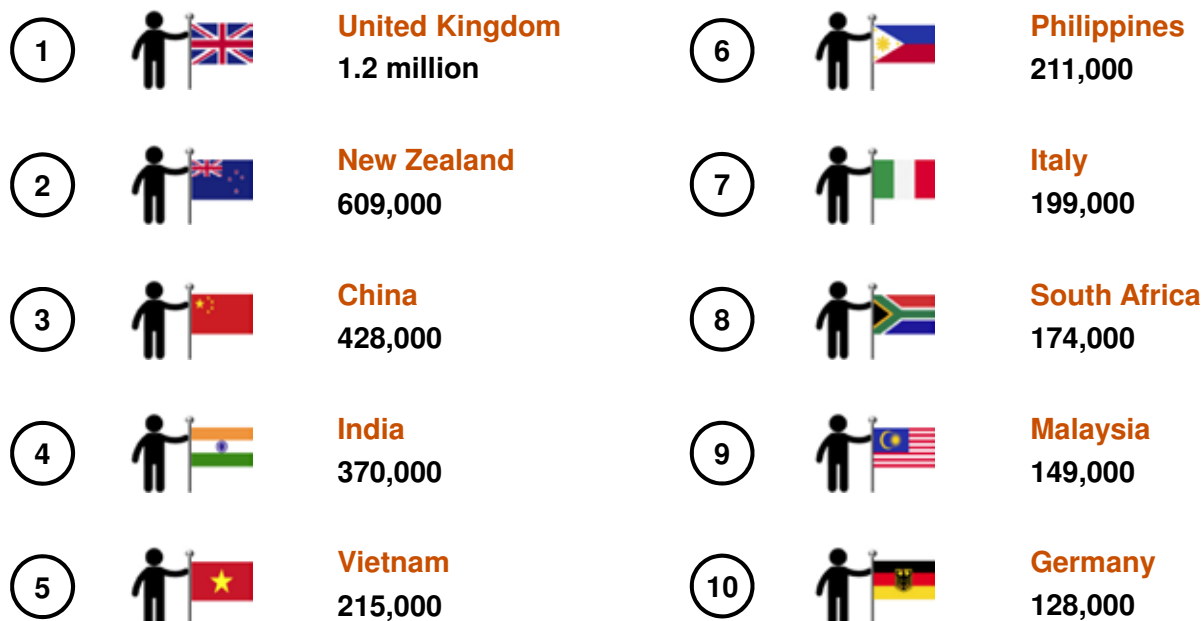 1
United Kingdom
1.2 million
2
New Zealand
609,000
3
China
428,000
4
India
370,000
5
Vietnam
215,000
6
Philippines
211,000
7
Italy
199,000
8
South Africa
174,000
9
Malaysia
149,000
10
Germany
128,000